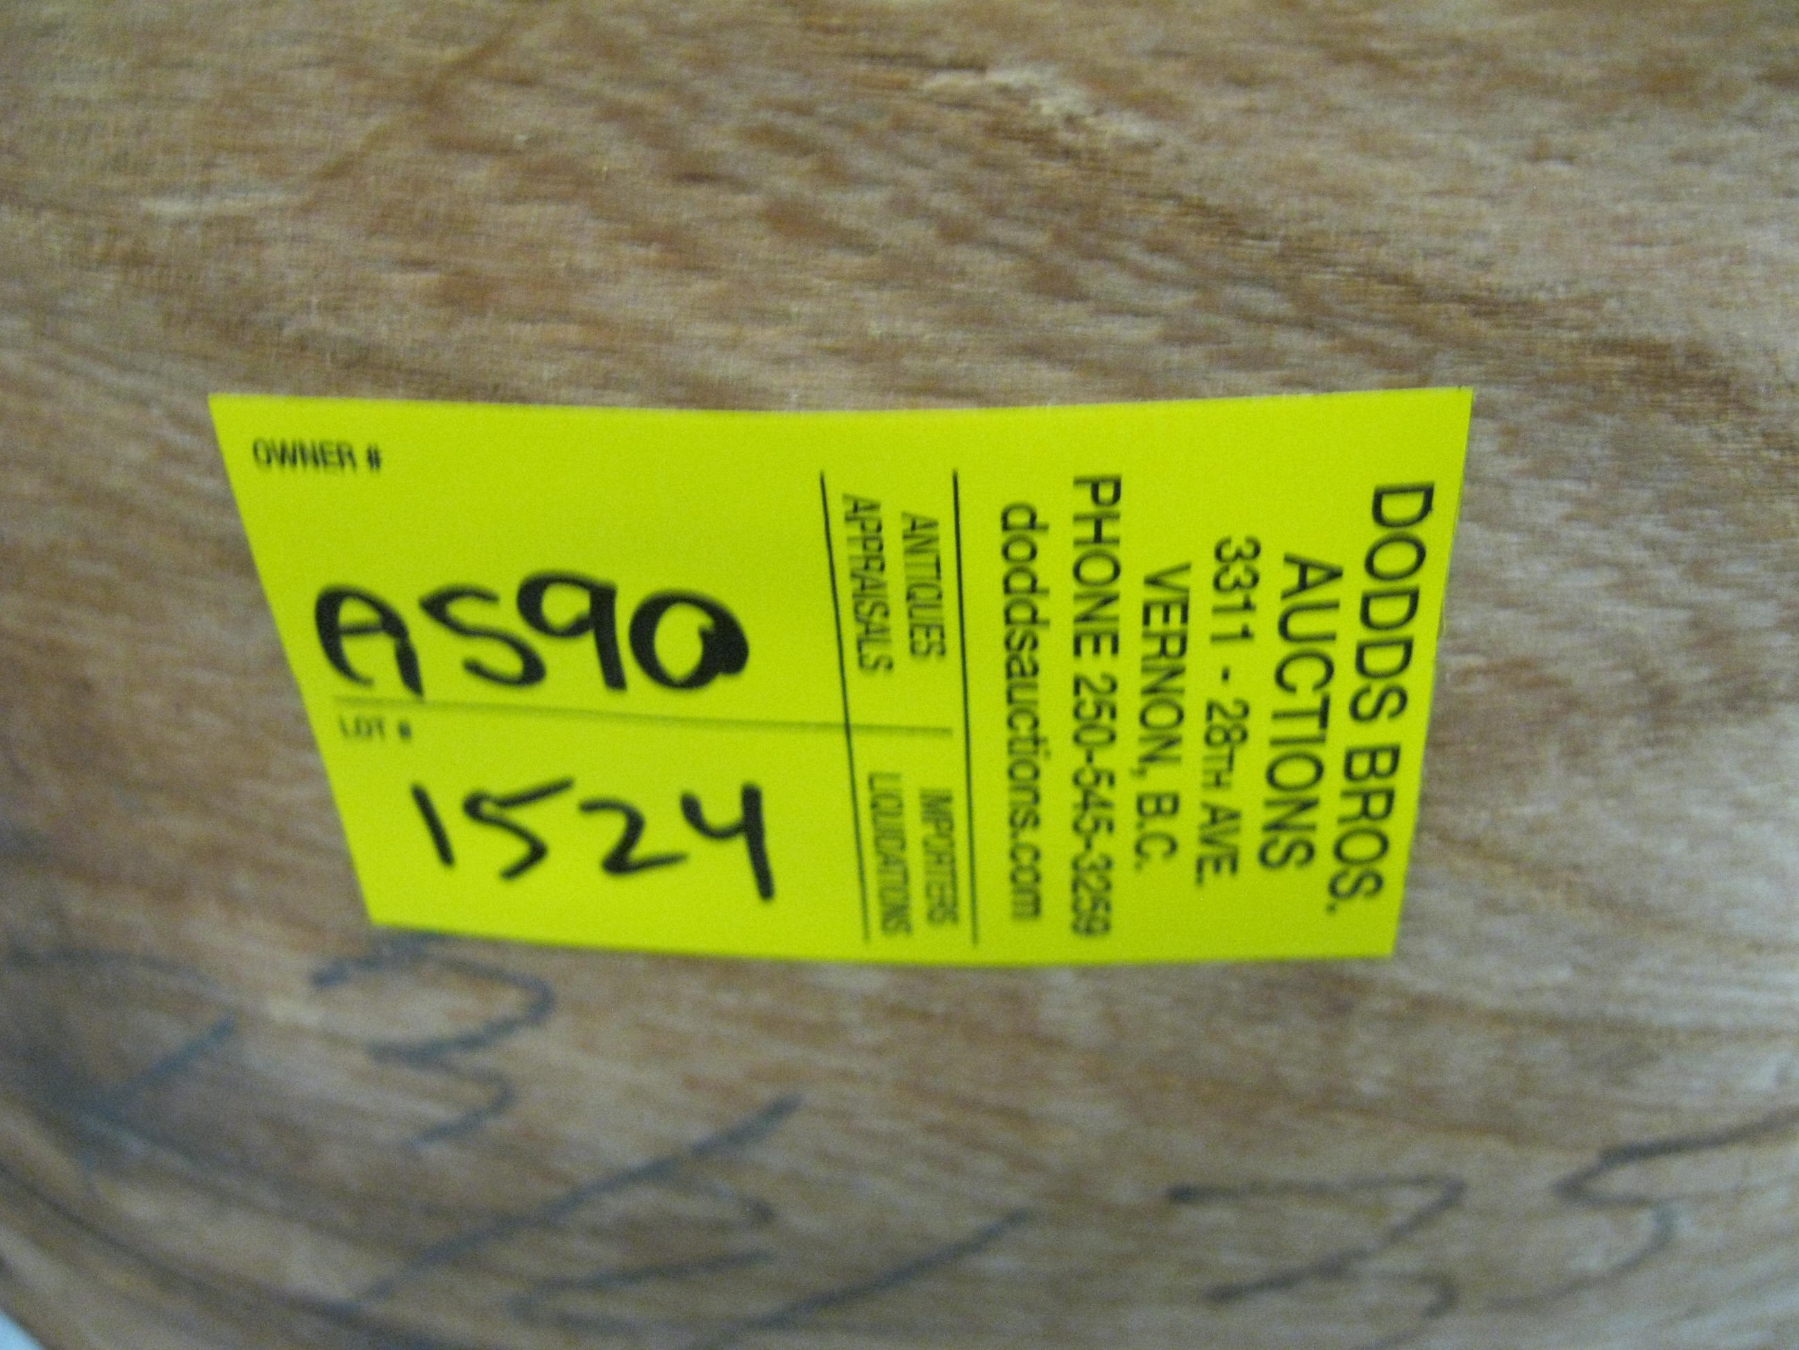 DODDS BROS.
AUCTIONS
3311 - 28TH AVE.
VERNON, B.C.
PHONE 250-545-3259
doddsauctions.com
ANTIQUES
APPRAISALS
IMPORTERS
LIQUIDATIONS
OWNER #
A590
LOT #
1524